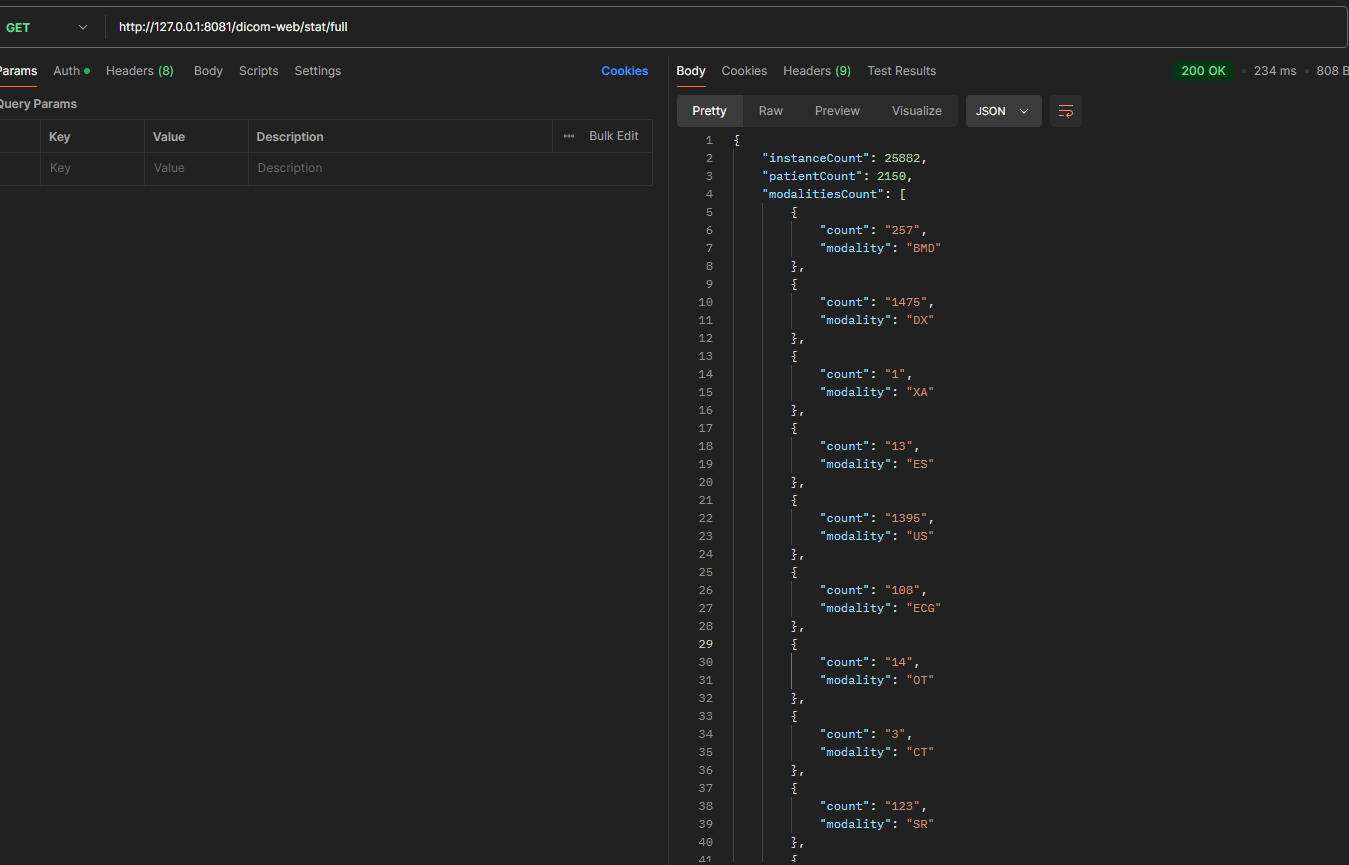 GET http://127.0.0.1:8081/dicom-web/stat/full
Params Auth Headers (8) Body Scripts Settings Cookies
Query Params
Key Value Description Bulk Edit
Key Value Description
Body Cookies Headers (9) Test Results 200 OK 234 ms 808 B
Pretty Raw Preview Visualize JSON
1 {
2 "instanceCount": 25882,
3 "patientCount": 2150,
4 "modalitiesCount": [
5 {
6 "count": "257",
7 "modality": "BMD"
8 },
9 {
10 "count": "1475",
11 "modality": "DX"
12 },
13 {
14 "count": "1",
15 "modality": "XA"
16 },
17 {
18 "count": "13",
19 "modality": "ES"
20 },
21 {
22 "count": "1395",
23 "modality": "US"
24 },
25 {
26 "count": "108",
27 "modality": "ECG"
28 },
29 {
30 "count": "14",
31 "modality": "OT"
32 },
33 {
34 "count": "3",
35 "modality": "CT"
36 },
37 {
38 "count": "123",
39 "modality": "SR"
40 },
41 {